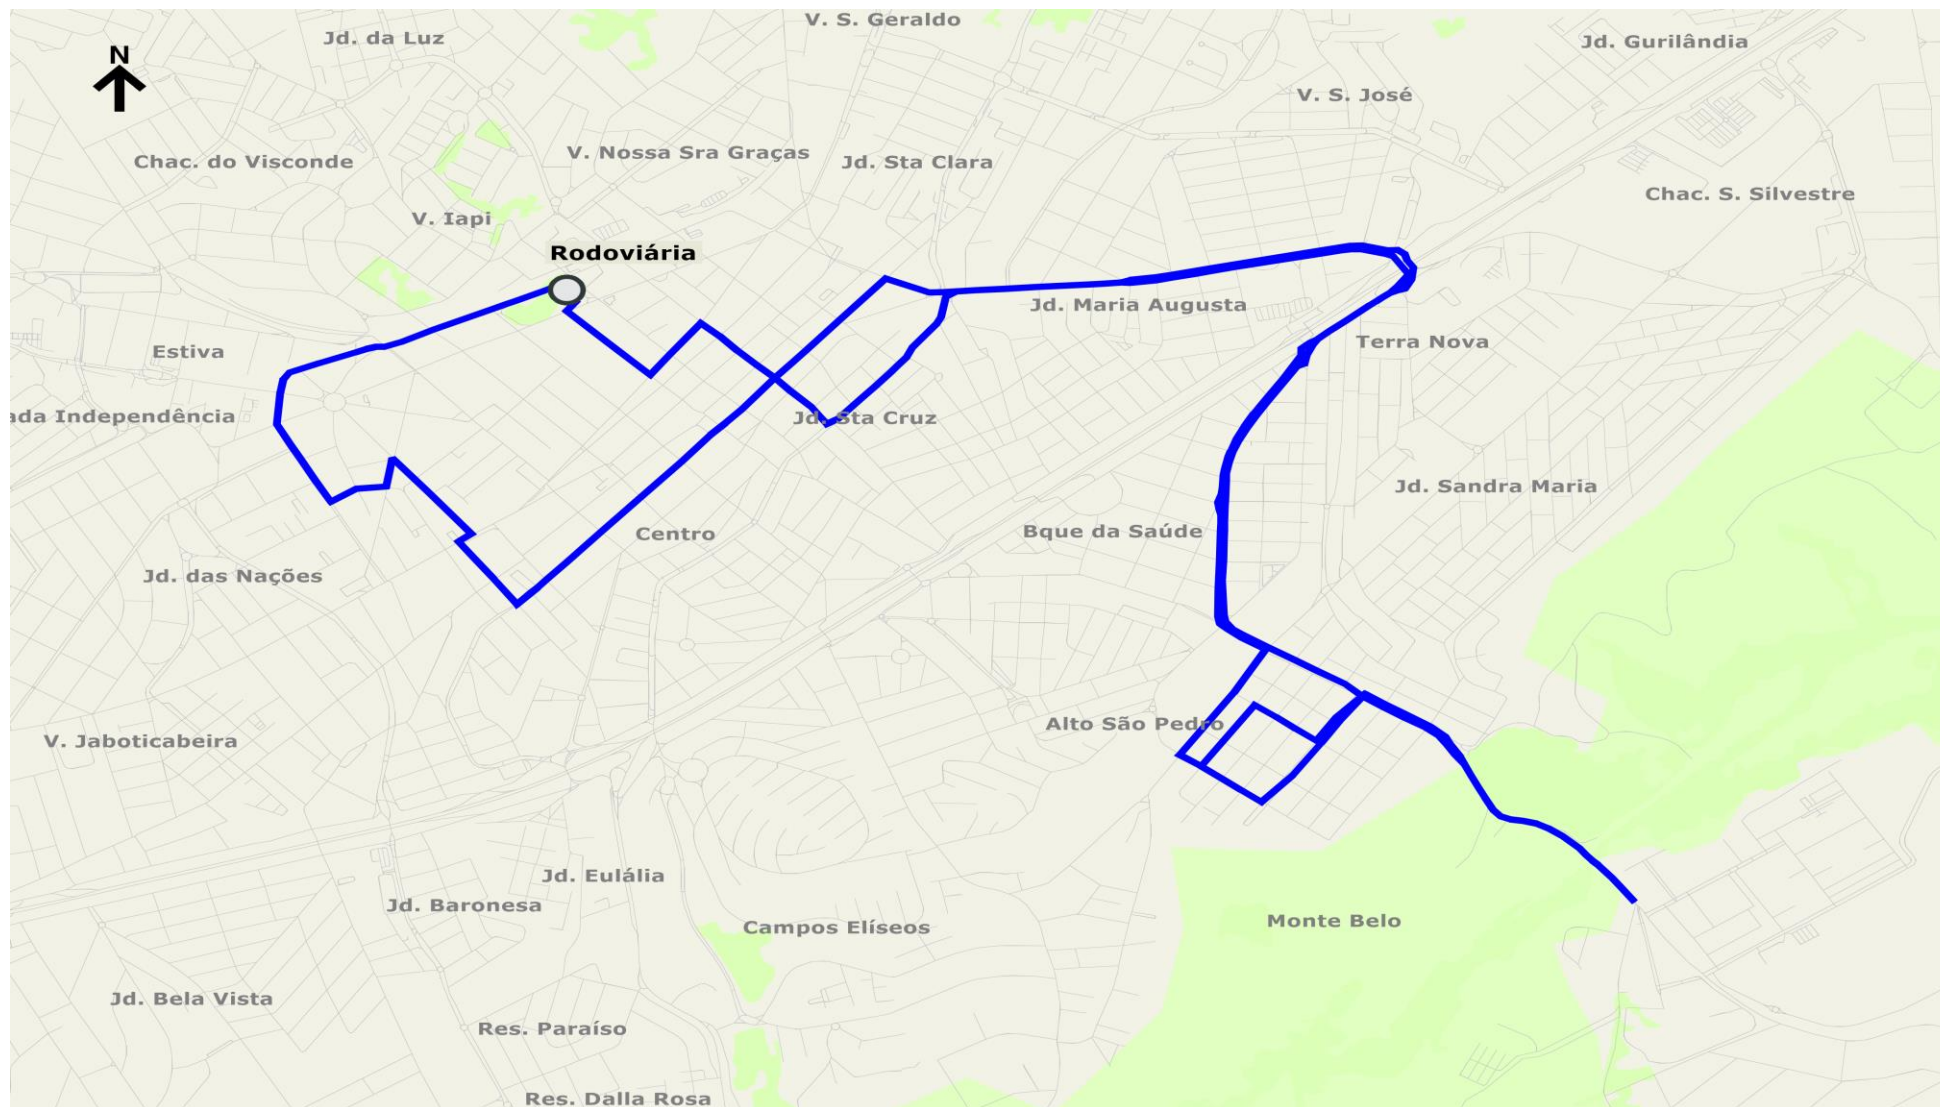 V. S. Geraldo
Jd. da Luz
Jd. Gurilândia
N
V. S. José
V. Nossa Sra Graças
Chac. do Visconde
Jd. Sta Clara
Chac. S. Silvestre
V. Iapi
Rodoviária
Jd. Maria Augusta
Terra Nova
Estiva
ada Independência
Jd. Sta Cruz
Jd. Sandra Maria
Bque da Saúde
Centro
Jd. das Nações
Alto São Pedro
V. Jaboticabeira
Jd. Eulália
Jd. Baronesa
Monte Belo
Campos Elíseos
Jd. Bela Vista
Res. Paraíso
Res. Dalla Rosa